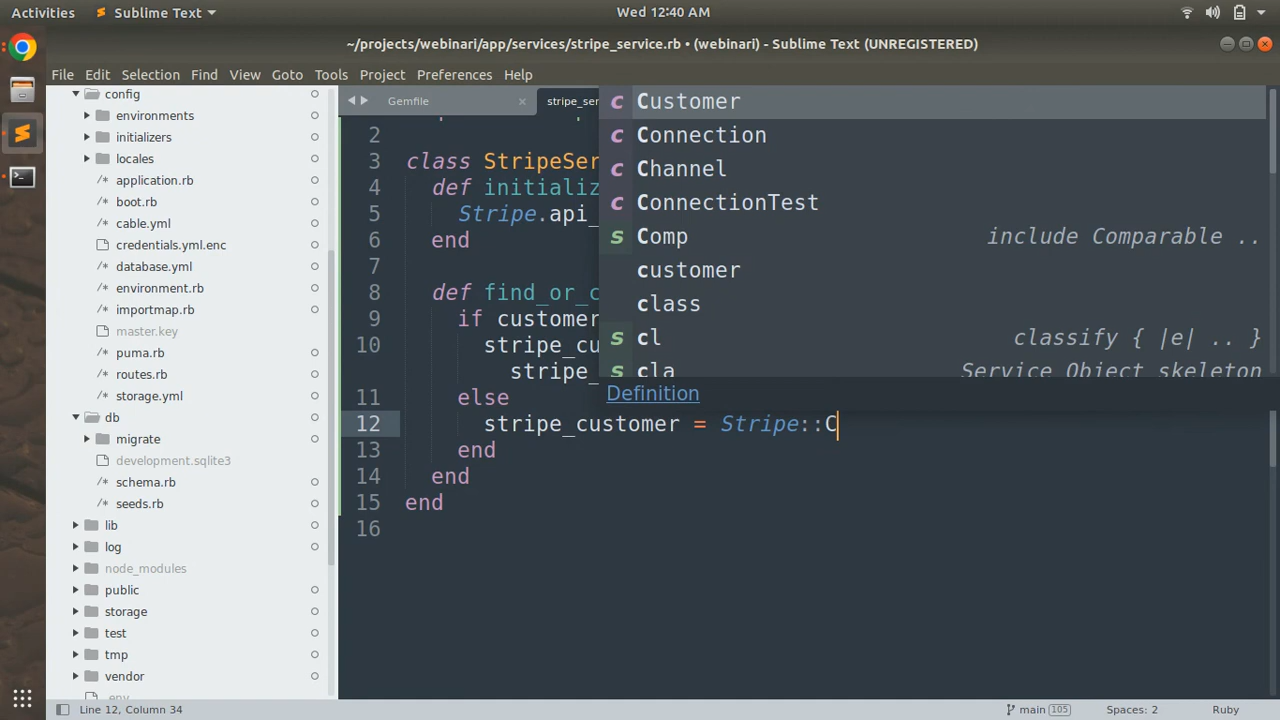 Activities Sublime Text Wed 12:40 AM
~/projects/webinari/app/services/stripe_service.rb • (webinari) - Sublime Text (UNREGISTERED)
File Edit Selection Find View Goto Tools Project Preferences Help
config
environments
initializers
locales
/* application.rb
/* boot.rb
/* cable.yml
credentials.yml.enc
/* database.yml
/* environment.rb
/* importmap.rb
master.key
/* puma.rb
/* routes.rb
/* storage.yml
db
migrate
development.sqlite3
/* schema.rb
/* seeds.rb
lib
log
node_modules
public
storage
test
tmp
vendor
.env
Gemfile × stripe_ser
2
3 class StripeSer
4 def initializ
5 Stripe.api_
6 end
7
8 def find_or_c
9 if customer
10 stripe_cu
stripe_
11 else
12 stripe_customer = Stripe::C
13 end
14 end
15 end
16
c Customer
c Connection
c Channel
c ConnectionTest
s Comp include Comparable ..
customer
class
s cl classify { |e| .. }
s cla Service Object skeleton
Definition
Line 12, Column 34 main 105 Spaces: 2 Ruby